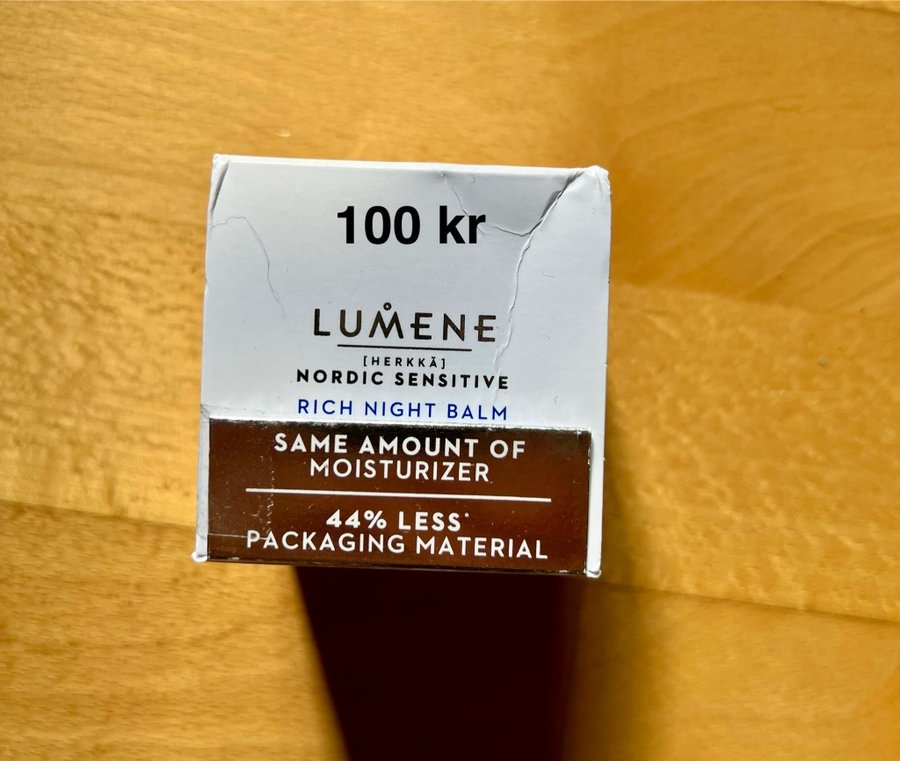 100 kr
LUMENE
[HERKKÄ]
NORDIC SENSITIVE
RICH NIGHT BALM
SAME AMOUNT OF
MOISTURIZER
44% LESS*
PACKAGING MATERIAL